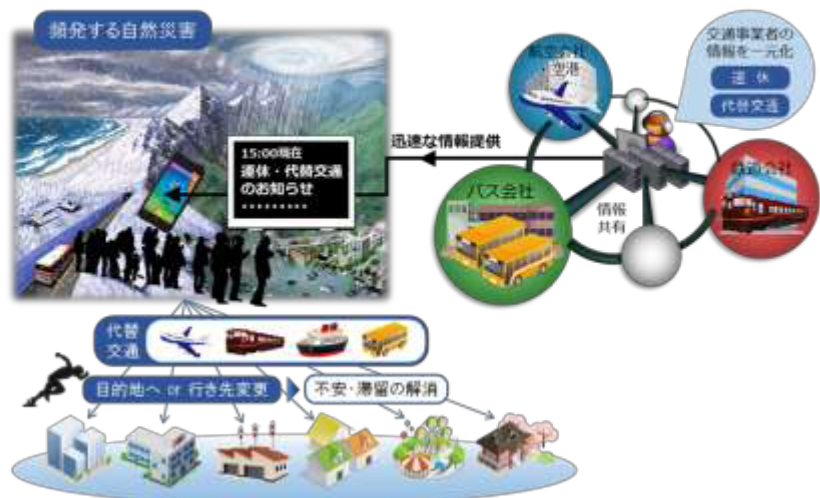 頻発する自然災害
15:00現在
運休・代替交通
のお知らせ
*********
迅速な情報提供
航空会社
・空港
交通事業者の
情報を一元化
運 休
代替交通
鉄道会社
バス会社
情報
共有
代替
交通
目的地へ or 行き先変更
不安・滞留の解消